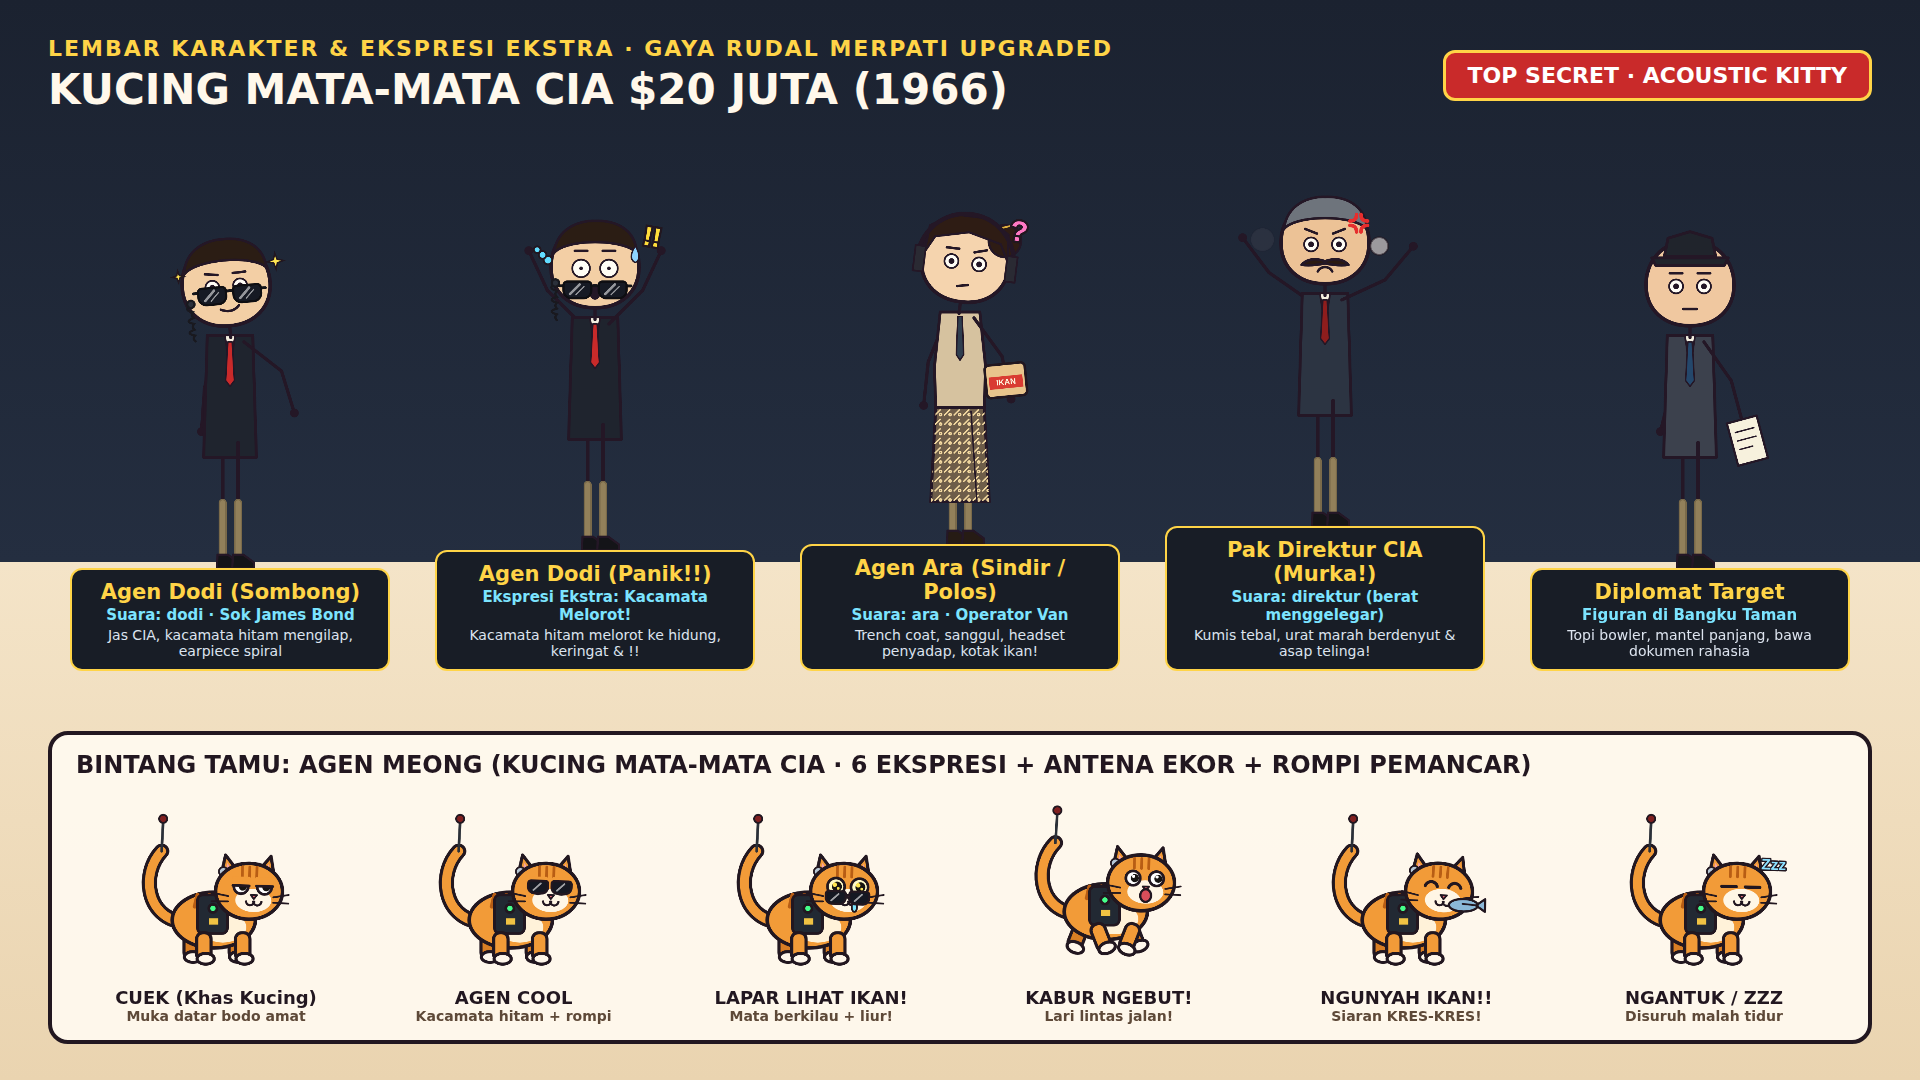 LEMBAR KARAKTER & EKSPRESI EKSTRA · GAYA RUDAL MERPATI UPGRADED
KUCING MATA-MATA CIA $20 JUTA (1966)
TOP SECRET · ACOUSTIC KITTY
!!
?
IKAN
Agen Dodi (Sombong)
Suara: dodi · Sok James Bond
Jas CIA, kacamata hitam mengilap,
earpiece spiral
Agen Dodi (Panik!!)
Ekspresi Ekstra: Kacamata
Melorot!
Kacamata hitam melorot ke hidung,
keringat & !!
Agen Ara (Sindir /
Polos)
Suara: ara · Operator Van
Trench coat, sanggul, headset
penyadap, kotak ikan!
Pak Direktur CIA
(Murka!)
Suara: direktur (berat
menggelegar)
Kumis tebal, urat marah berdenyut &
asap telinga!
Diplomat Target
Figuran di Bangku Taman
Topi bowler, mantel panjang, bawa
dokumen rahasia
BINTANG TAMU: AGEN MEONG (KUCING MATA-MATA CIA · 6 EKSPRESI + ANTENA EKOR + ROMPI PEMANCAR)
zzz
CUEK (Khas Kucing)
Muka datar bodo amat
AGEN COOL
Kacamata hitam + rompi
LAPAR LIHAT IKAN!
Mata berkilau + liur!
KABUR NGEBUT!
Lari lintas jalan!
NGUNYAH IKAN!!
Siaran KRES-KRES!
NGANTUK / ZZZ
Disuruh malah tidur